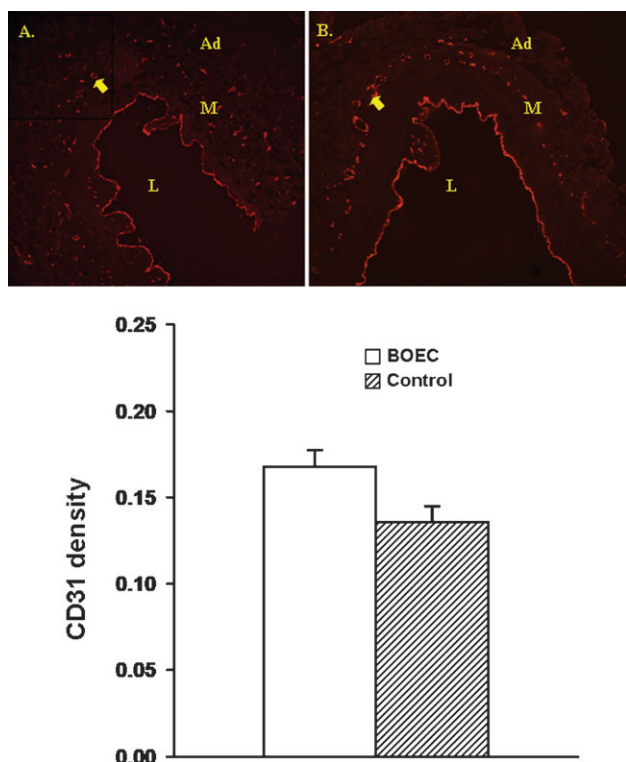 A.
Ad
M
L
B.
Ad
M
L
0.25
0.20
0.15
0.10
0.05
0.00
CD31 density
BOEC
Control